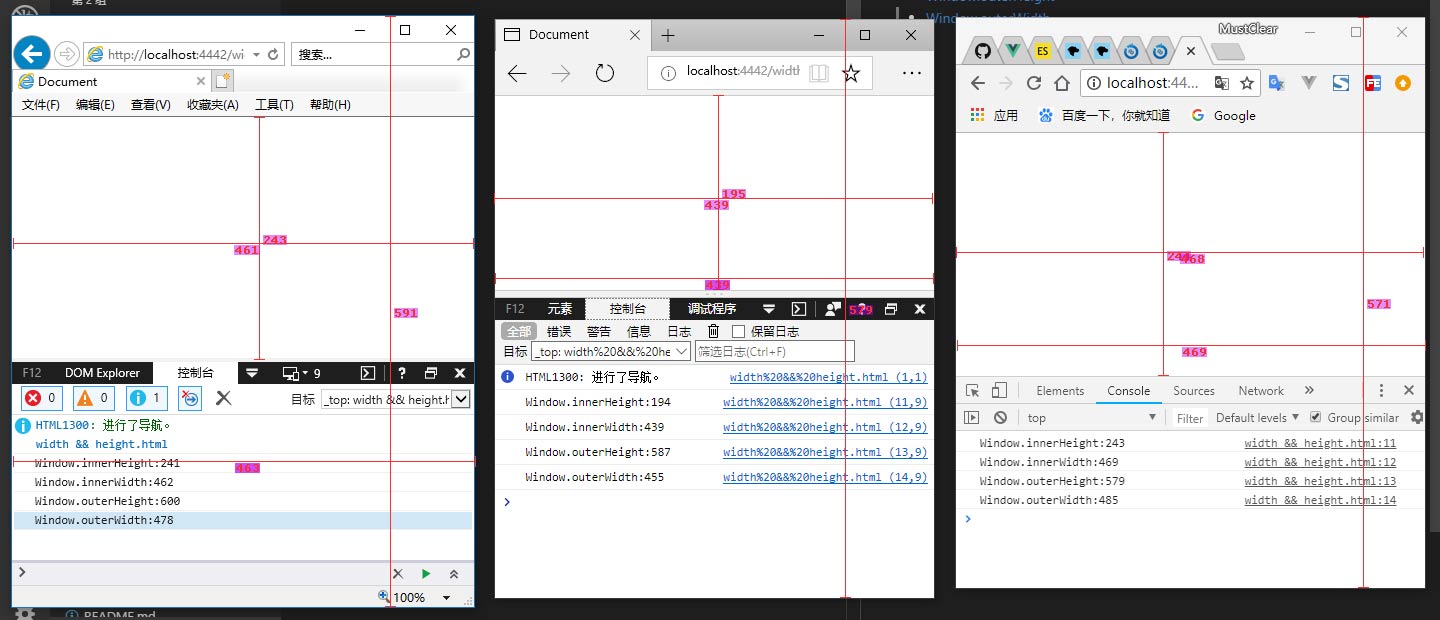 第 2 组
Window.outerWidth
http://localhost:4442/wi
搜索...
Document
文件(F) 编辑(E) 查看(V) 收藏夹(A) 工具(T) 帮助(H)
243
461
591
F12 DOM Explorer 控制台 9
0 0 1 目标 _top: width && height.h
HTML1300: 进行了导航。
width && height.html
Window.innerHeight:241
463
Window.innerWidth:462
Window.outerHeight:600
Window.outerWidth:478
100%
README.md
Document
localhost:4442/width
195
439
F12 元素 控制台 调试程序 ?
579
全部 错误 警告 信息 日志 保留日志
目标 _top: width%20&&%20he 筛选日志(Ctrl+F)
HTML1300: 进行了导航。 width%20&&%20height.html (1,1)
Window.innerHeight:194 width%20&&%20height.html (11,9)
Window.innerWidth:439 width%20&&%20height.html (12,9)
Window.outerHeight:587 width%20&&%20height.html (13,9)
Window.outerWidth:455 width%20&&%20height.html (14,9)
MustClear
ES
localhost:44...
应用 百度一下，你就知道 Google
468
571
469
Elements Console Sources Network »
top Filter Default levels Group similar
Window.innerHeight:243 width && height.html:11
Window.innerWidth:469 width && height.html:12
Window.outerHeight:579 width && height.html:13
Window.outerWidth:485 width && height.html:14